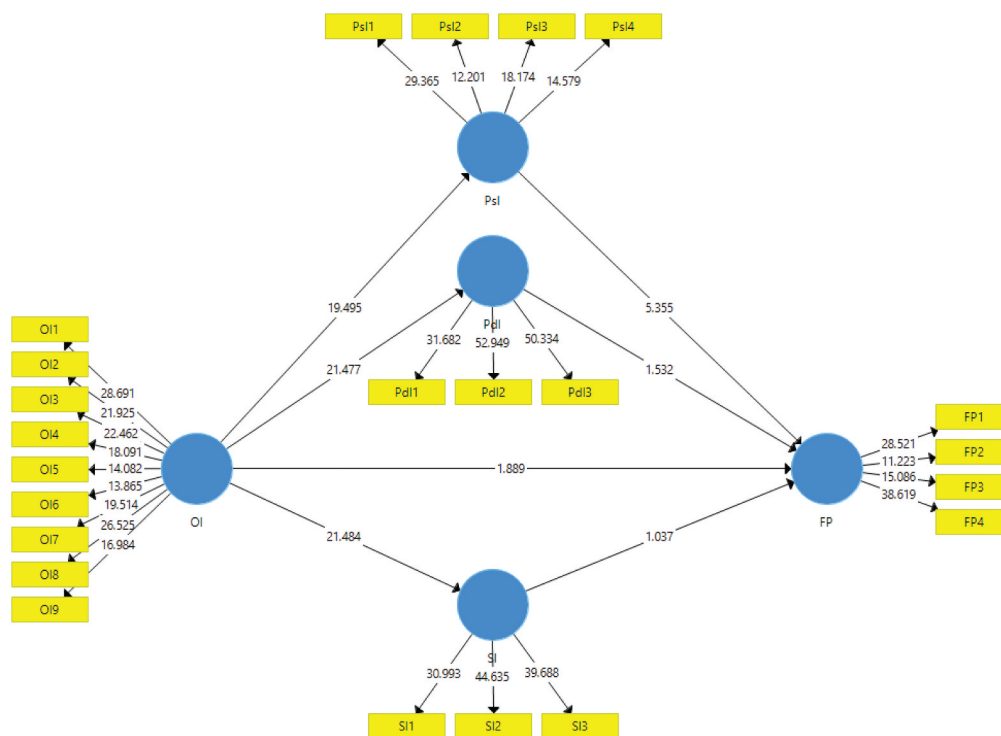 PsI1 PsI2 PsI3 PsI4
29.365 12.201 18.174 14.579
PsI
19.495 5.355
PdI
31.682 52.949 50.334
21.477 1.532
PdI1 PdI2 PdI3
OI1
OI2
OI3
OI4
OI5
OI6
OI7
OI8
OI9
28.691
21.925
22.462
18.091
14.082
13.865
19.514
26.525
16.984
OI
1.889
FP
28.521
11.223
15.086
38.619
FP1
FP2
FP3
FP4
21.484 1.037
SI
30.993 44.635 39.688
SI1 SI2 SI3